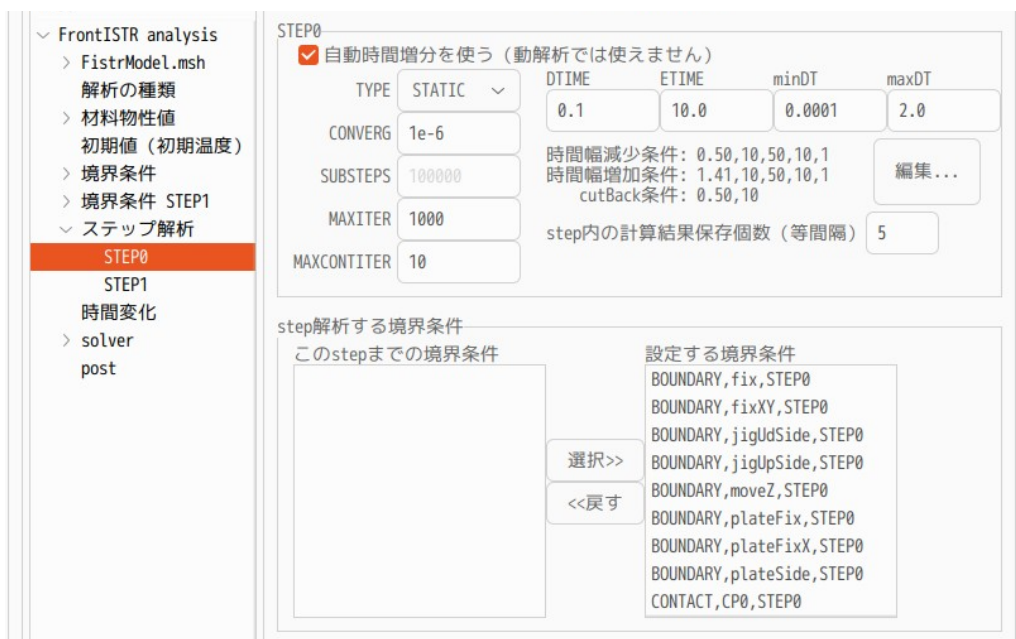 FrontISTR analysis
FistrModel.msh
解析の種類
材料物性値
初期値（初期温度）
境界条件
境界条件 STEP1
ステップ解析
STEP0
STEP1
時間変化
solver
post
STEP0
自動時間増分を使う（動解析では使えません）
TYPE STATIC
CONVERG 1e-6
SUBSTEPS 100000
MAXITER 1000
MAXCONTITER 10
DTIME ETIME minDT maxDT
0.1 10.0 0.0001 2.0
時間幅減少条件: 0.50,10,50,10,1
時間幅増加条件: 1.41,10,50,10,1
cutBack条件: 0.50,10
編集...
step内の計算結果保存個数（等間隔） 5
step解析する境界条件
このstepまでの境界条件
選択>>
<<戻す
設定する境界条件
BOUNDARY,fix,STEP0
BOUNDARY,fixXY,STEP0
BOUNDARY,jigUdSide,STEP0
BOUNDARY,jigUpSide,STEP0
BOUNDARY,moveZ,STEP0
BOUNDARY,plateFix,STEP0
BOUNDARY,plateFixX,STEP0
BOUNDARY,plateSide,STEP0
CONTACT,CP0,STEP0